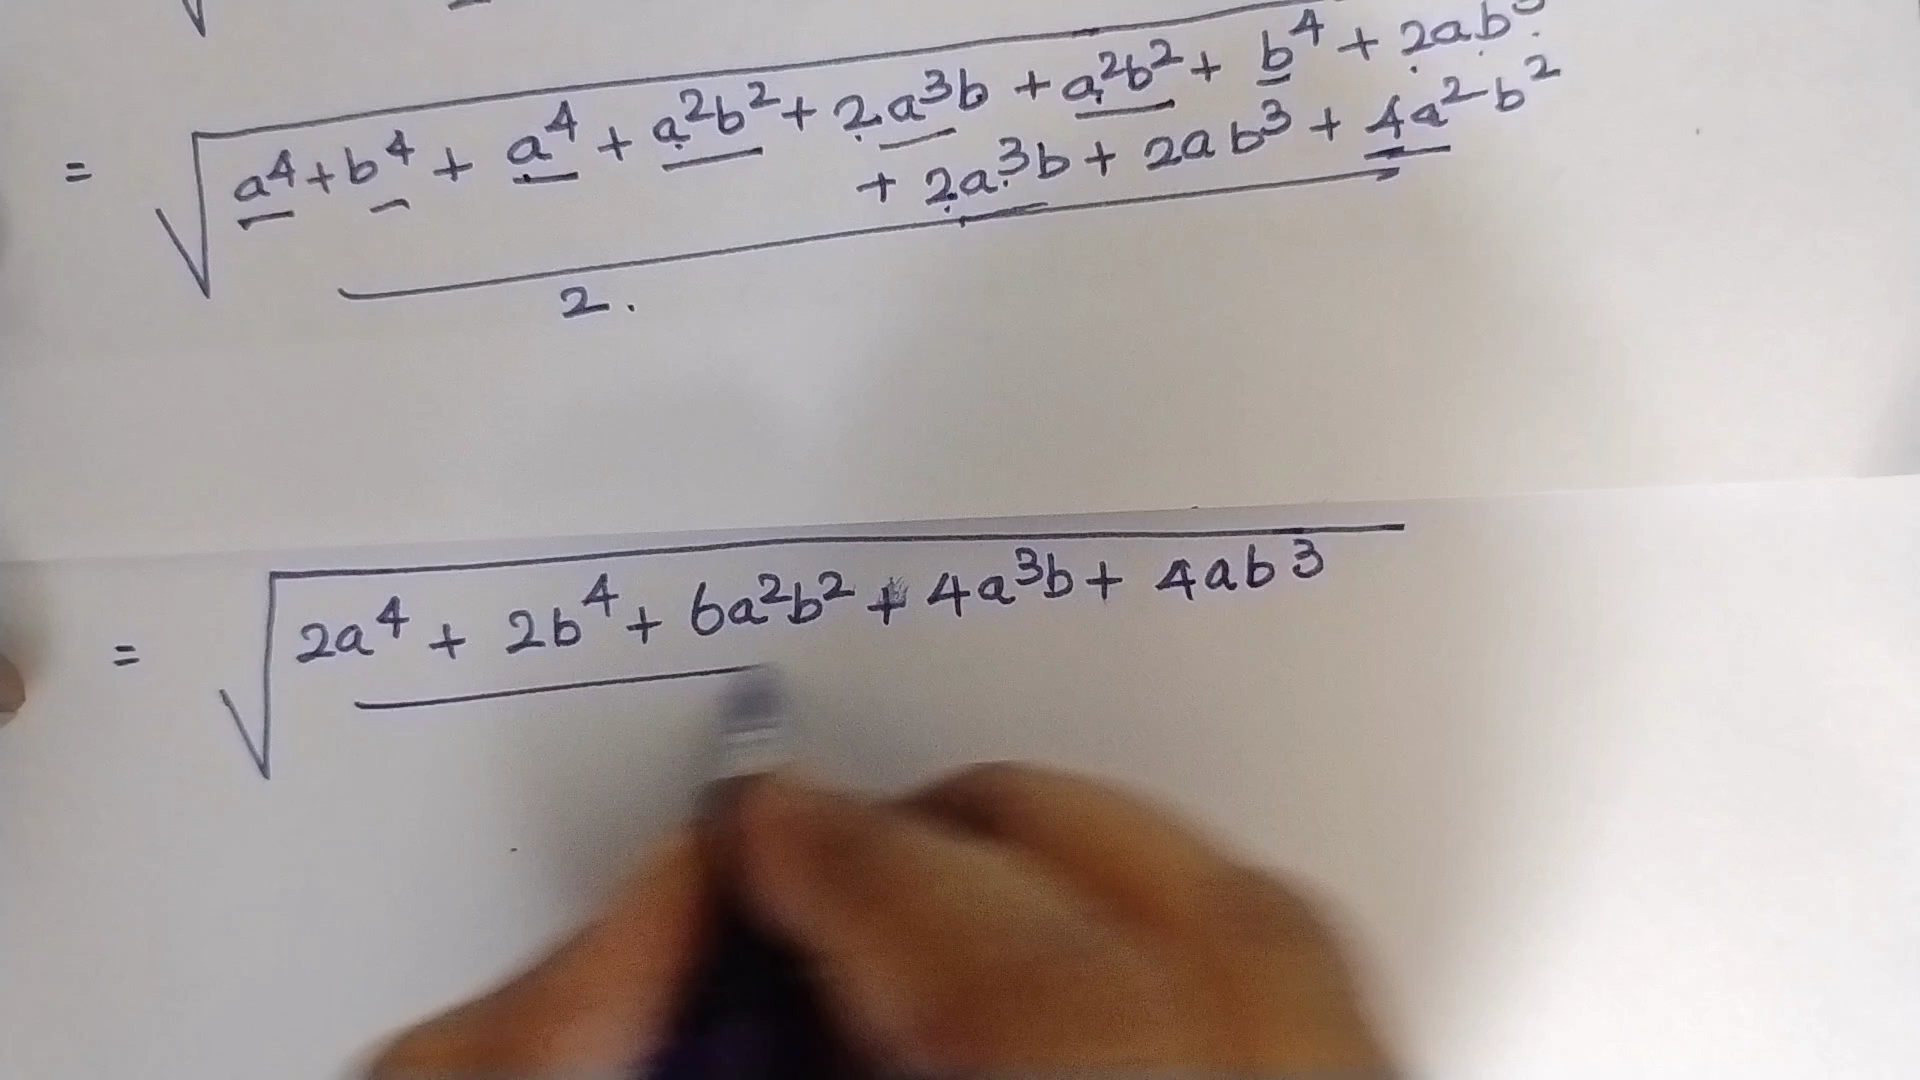 = √ a⁴ + b⁴ + a⁴ + a²b² + 2a³b + a²b² + b⁴ + 2ab³
+ 2a³b + 2ab³ + 4a²b²
2.
= √ 2a⁴ + 2b⁴ + 6a²b² + 4a³b + 4ab³